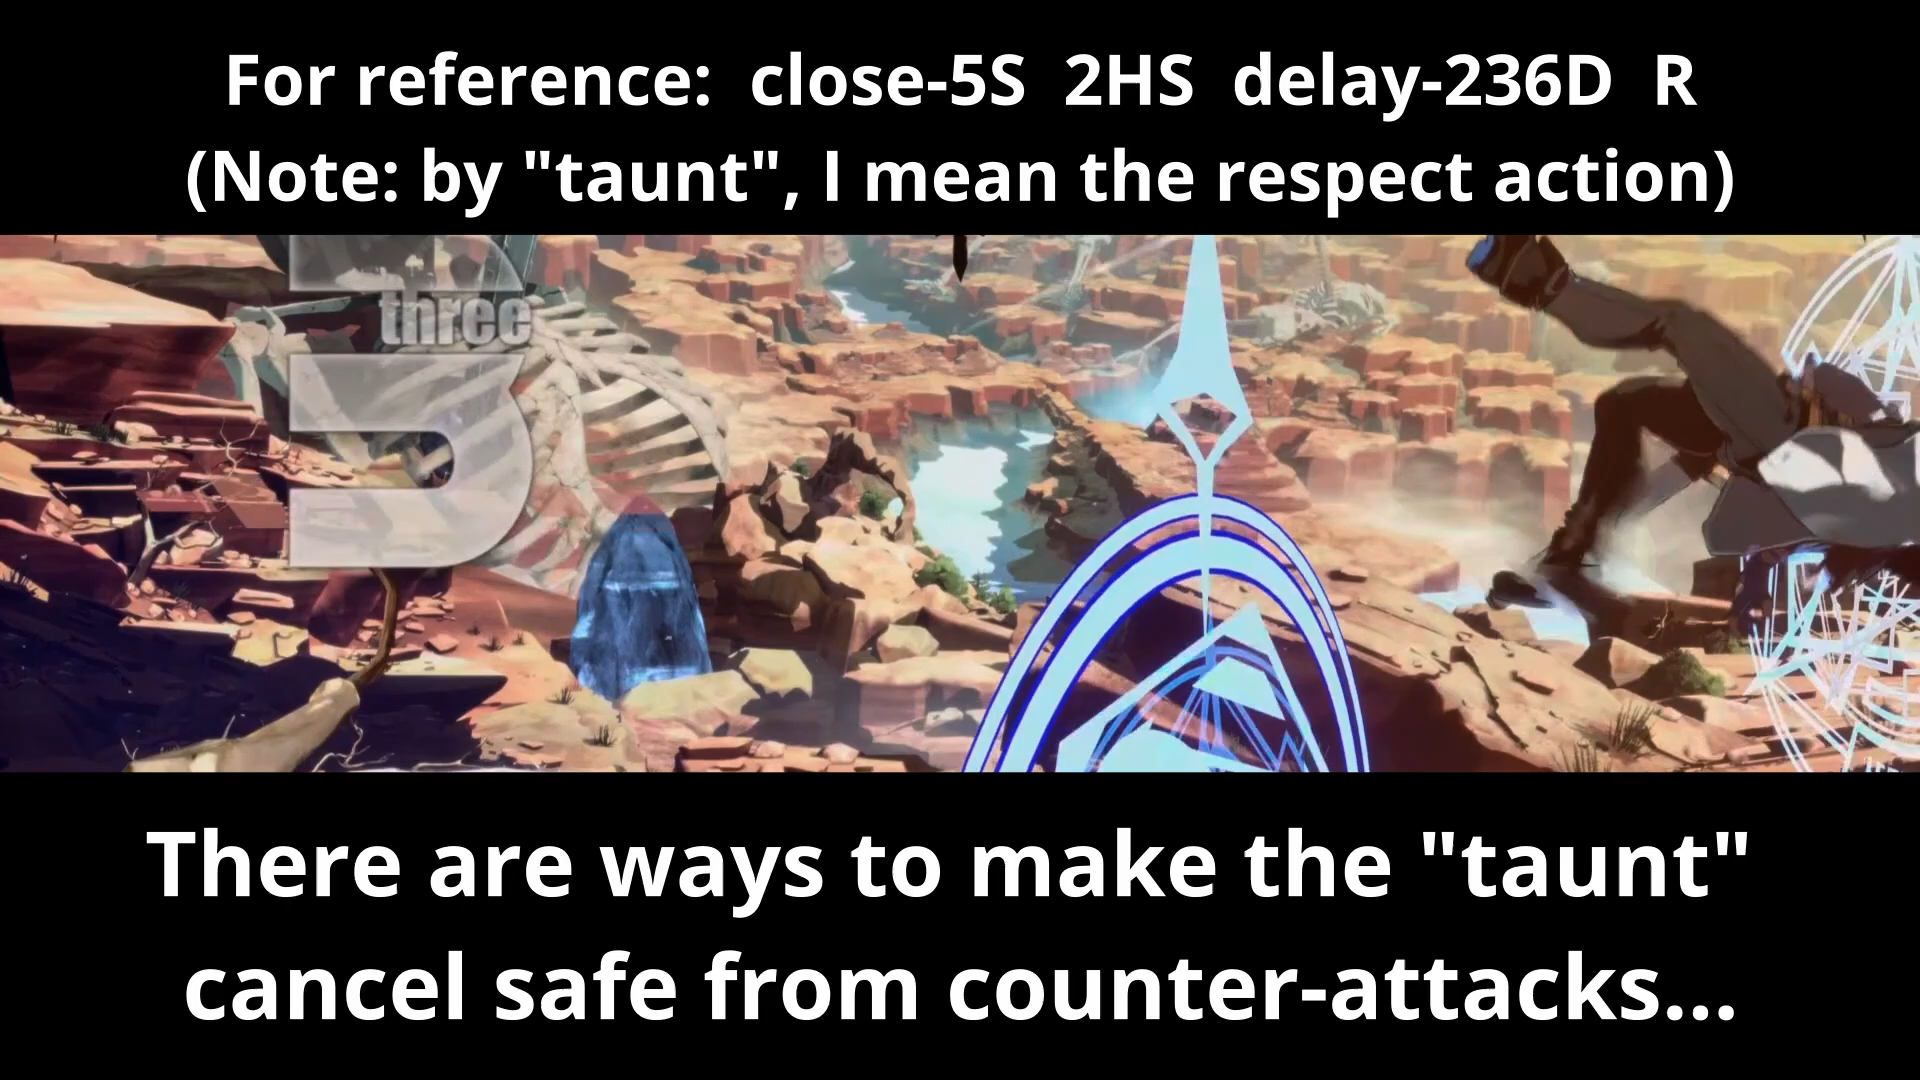 For reference: close-5S 2HS delay-236D R
(Note: by "taunt", I mean the respect action)
three
3
There are ways to make the "taunt"
cancel safe from counter-attacks...